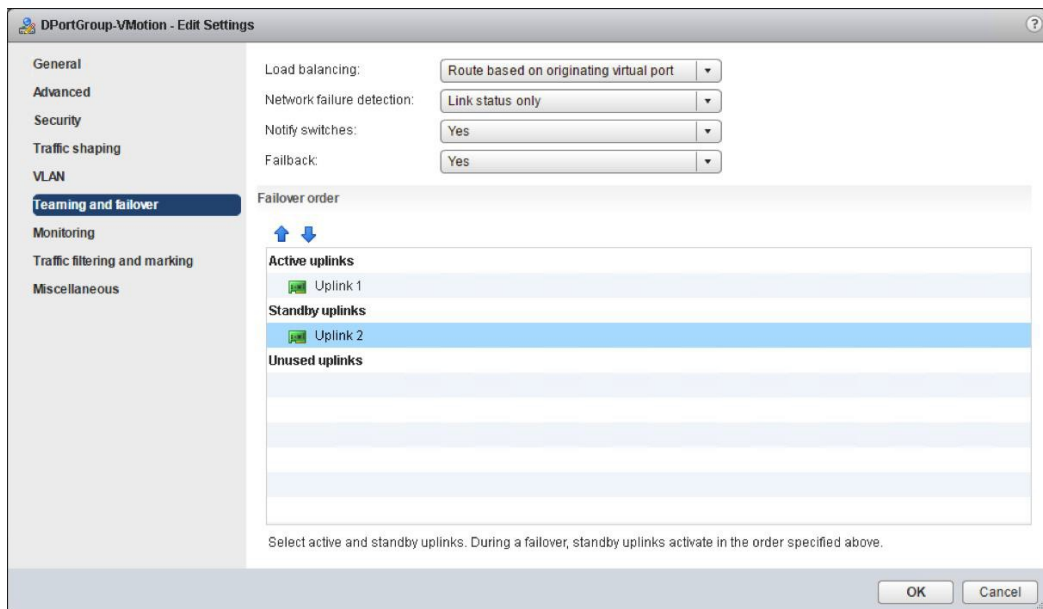 DPortGroup-VMotion - Edit Settings
?
General
Advanced
Security
Traffic shaping
VLAN
Teaming and failover
Monitoring
Traffic filtering and marking
Miscellaneous
Load balancing: Route based on originating virtual port
Network failure detection: Link status only
Notify switches: Yes
Failback: Yes
Failover order
Active uplinks
Uplink 1
Standby uplinks
Uplink 2
Unused uplinks
Select active and standby uplinks. During a failover, standby uplinks activate in the order specified above.
OK Cancel